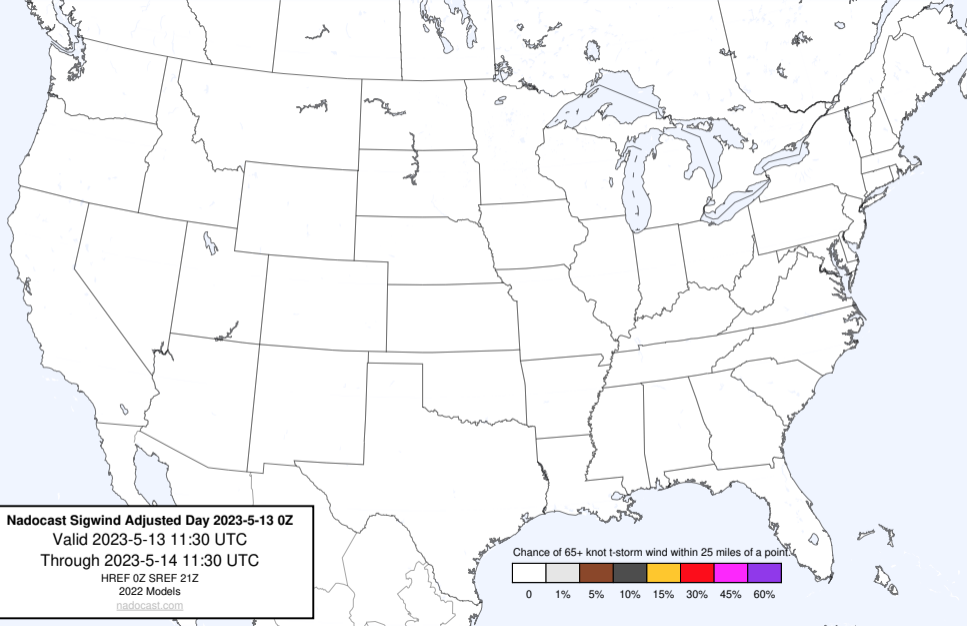 Nadocast Sigwind Adjusted Day 2023-5-13 0Z
Valid 2023-5-13 11:30 UTC
Through 2023-5-14 11:30 UTC
HREF 0Z SREF 21Z
2022 Models
nadocast.com
Chance of 65+ knot t-storm wind within 25 miles of a point.
0 1% 5% 10% 15% 30% 45% 60%